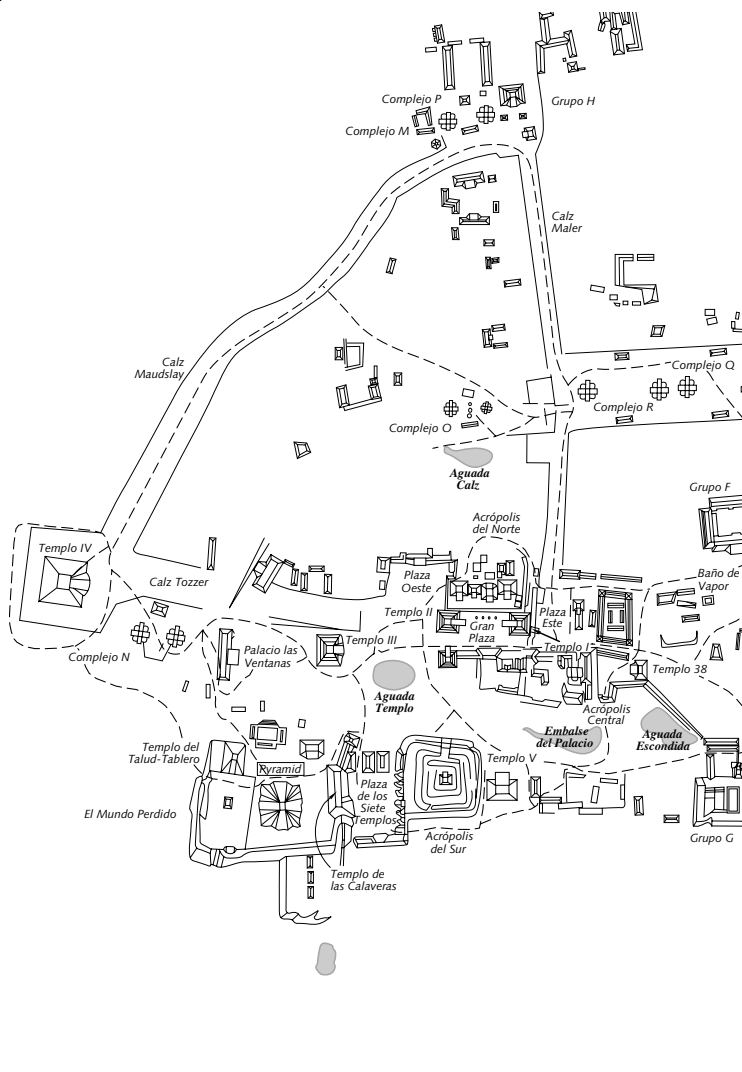 Complejo P
Grupo H
Complejo M
Calz
Maler
Calz
Maudslay
Complejo Q
Complejo R
Complejo O
Aguada
Calz
Grupo F
Acrópolis
del Norte
Templo IV
Calz Tozzer
Plaza
Oeste
Baño de
Vapor
Templo II
Plaza
Este
Gran
Plaza
Templo III
Templo I
Complejo N
Palacio las
Ventanas
Templo 38
Aguada
Templo
Acrópolis
Central
Embalse
del Palacio
Aguada
Escondida
Templo del
Talud-Tablero
Templo V
Pyramid
Plaza
de los
Siete
Templos
El Mundo Perdido
Acrópolis
del Sur
Grupo G
Templo de
las Calaveras